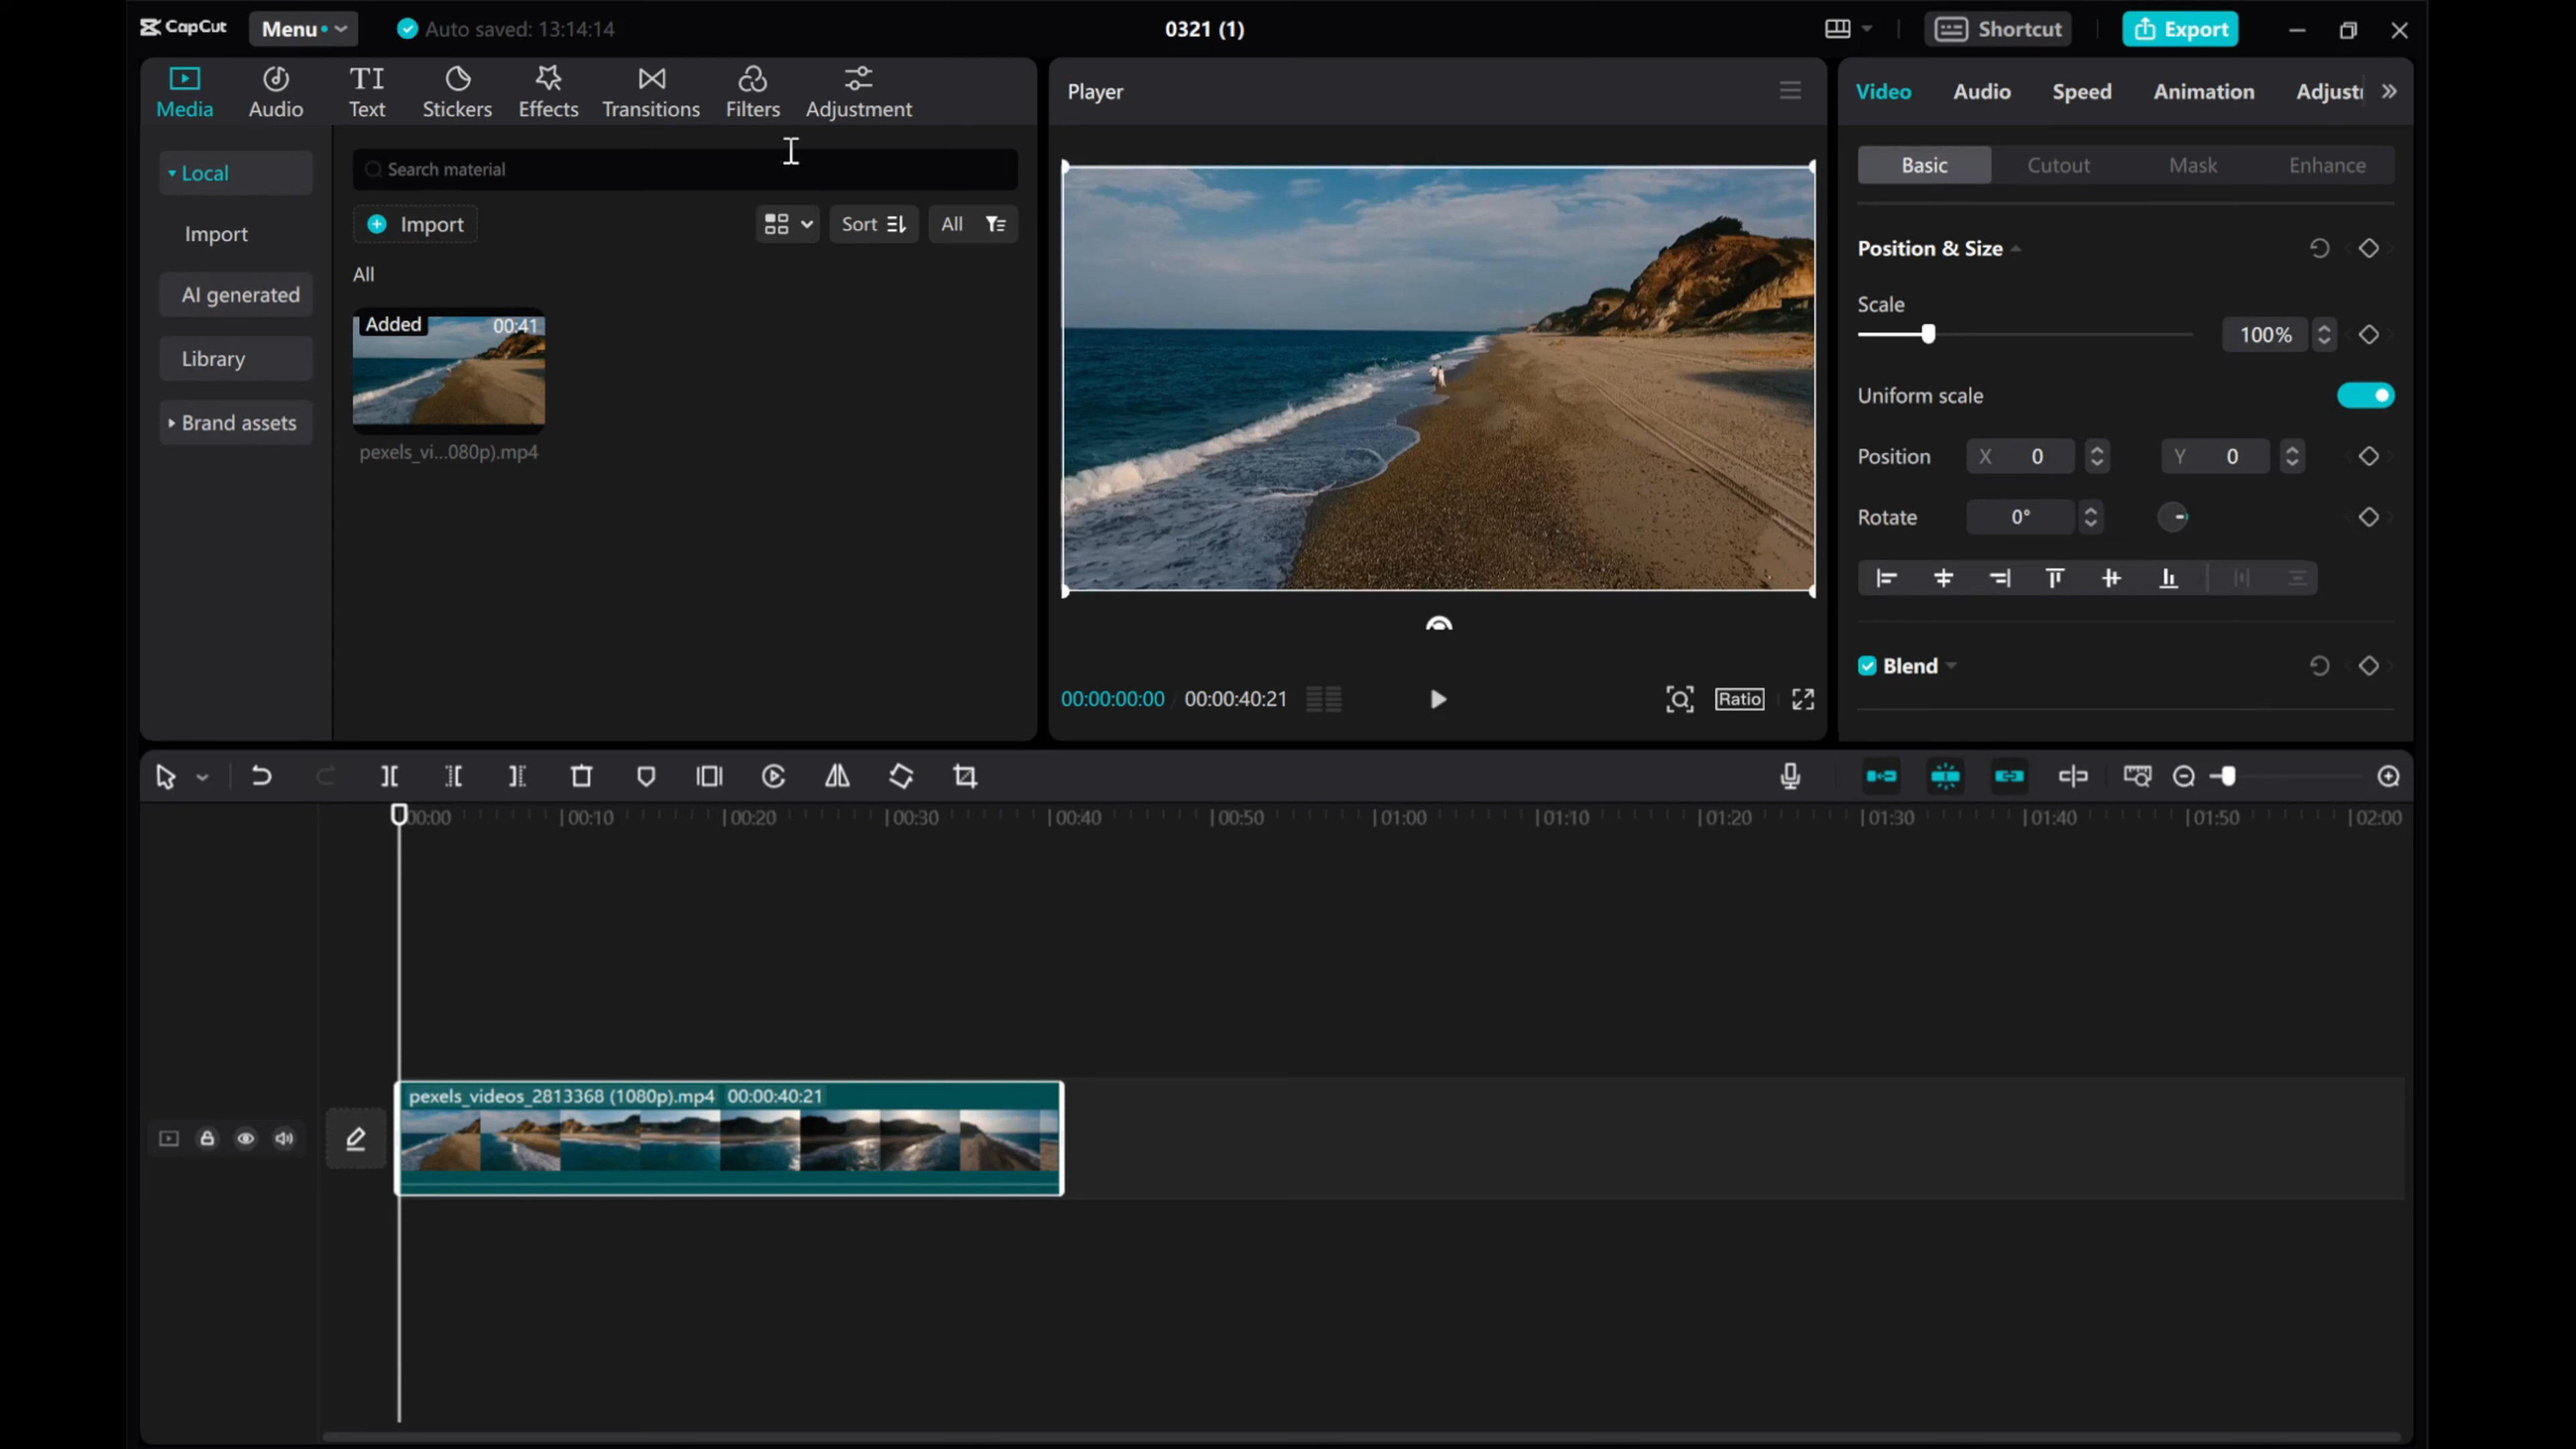 CapCut Menu Auto saved: 13:14:14 0321 (1) Shortcut Export
Media Audio Text Stickers Effects Transitions Filters Adjustment
Player
Video Audio Speed Animation
Local
Import
AI generated
Library
Brand assets
Search material
Import Sort All
All
Added 00:41
pexels_vi...080p).mp4
00:00:00:00 00:00:40:21 Ratio
Basic Cutout Mask Enhance
Position & Size
Scale
100%
Uniform scale
Position X 0 Y 0
Rotate 0°
Blend
00:00 00:10 00:20 00:30 00:40 00:50 01:00 01:10 01:20 01:30 01:40 01:50 02:00
pexels_videos_2813368 (1080p).mp4 00:00:40:21